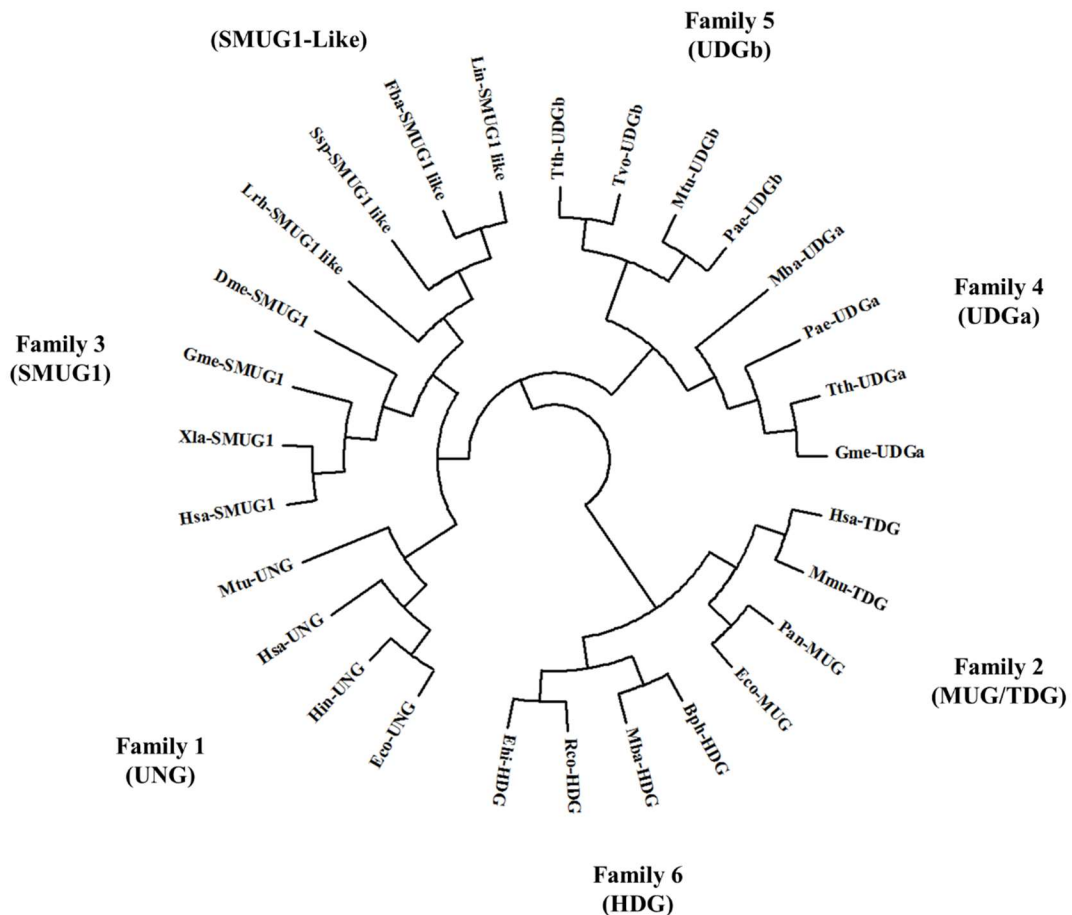 (SMUG1-Like)
Family 5
(UDGb)
Lin-SMUG1 like
Fba-SMUG1 like
Ssp-SMUG1 like
Lrh-SMUG1 like
Dme-SMUG1
Gme-SMUG1
Xla-SMUG1
Hsa-SMUG1
Family 3
(SMUG1)
Tth-UDGb
Tvo-UDGb
Mtu-UDGb
Pae-UDGb
Mba-UDGa
Pae-UDGa
Tth-UDGa
Gme-UDGa
Family 4
(UDGa)
Hsa-TDG
Mmu-TDG
Pan-MUG
Eco-MUG
Family 2
(MUG/TDG)
Bph-HDG
Mba-HDG
Rco-HDG
Ehi-HDG
Family 6
(HDG)
Mtu-UNG
Hsa-UNG
Hin-UNG
Eco-UNG
Family 1
(UNG)